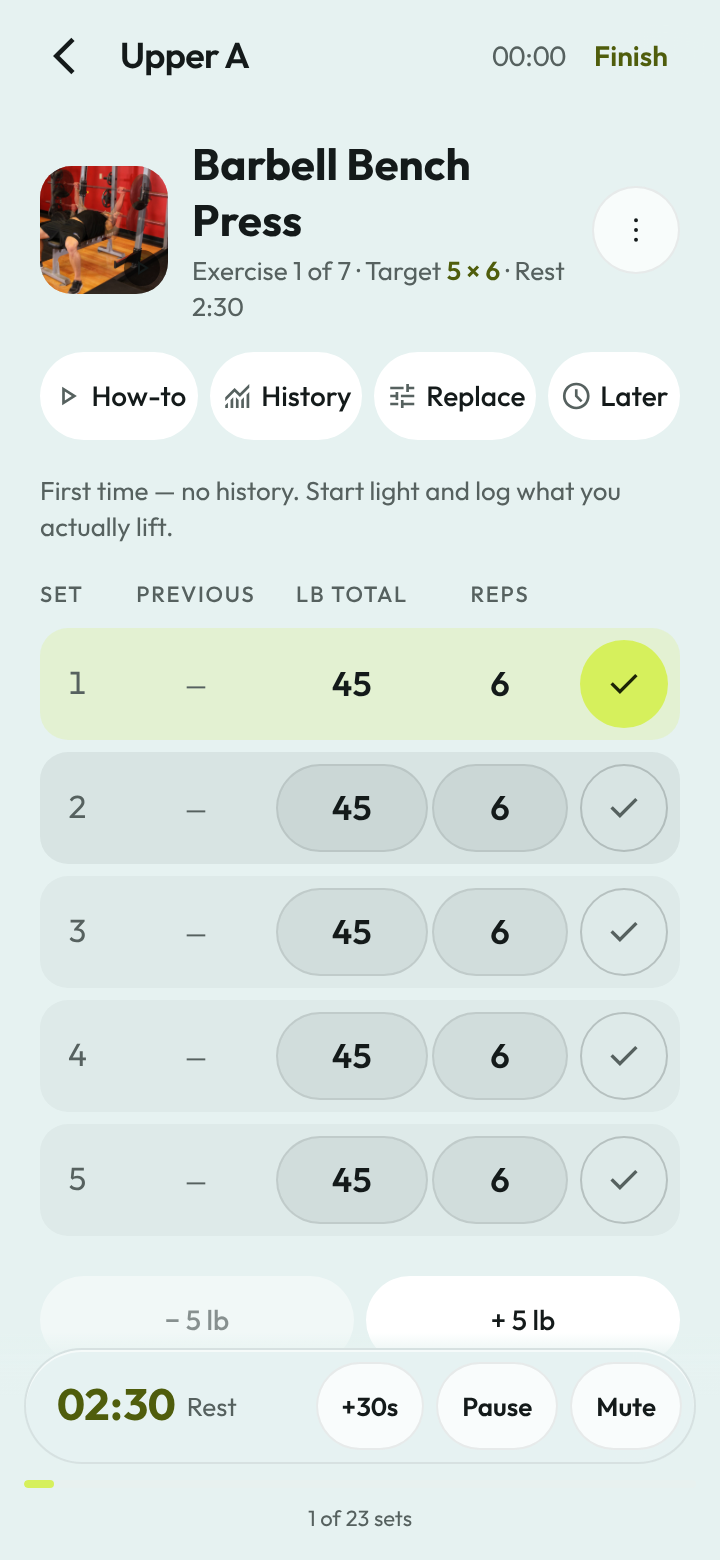 Upper A 00:00 Finish
Barbell Bench
Press
Exercise 1 of 7 · Target 5 × 6 · Rest
2:30
How-to History Replace Later
First time — no history. Start light and log what you
actually lift.
SET PREVIOUS LB TOTAL REPS
1 – 45 6
2 – 45 6
3 – 45 6
4 – 45 6
5 – 45 6
− 5 lb + 5 lb
02:30 Rest +30s Pause Mute
1 of 23 sets